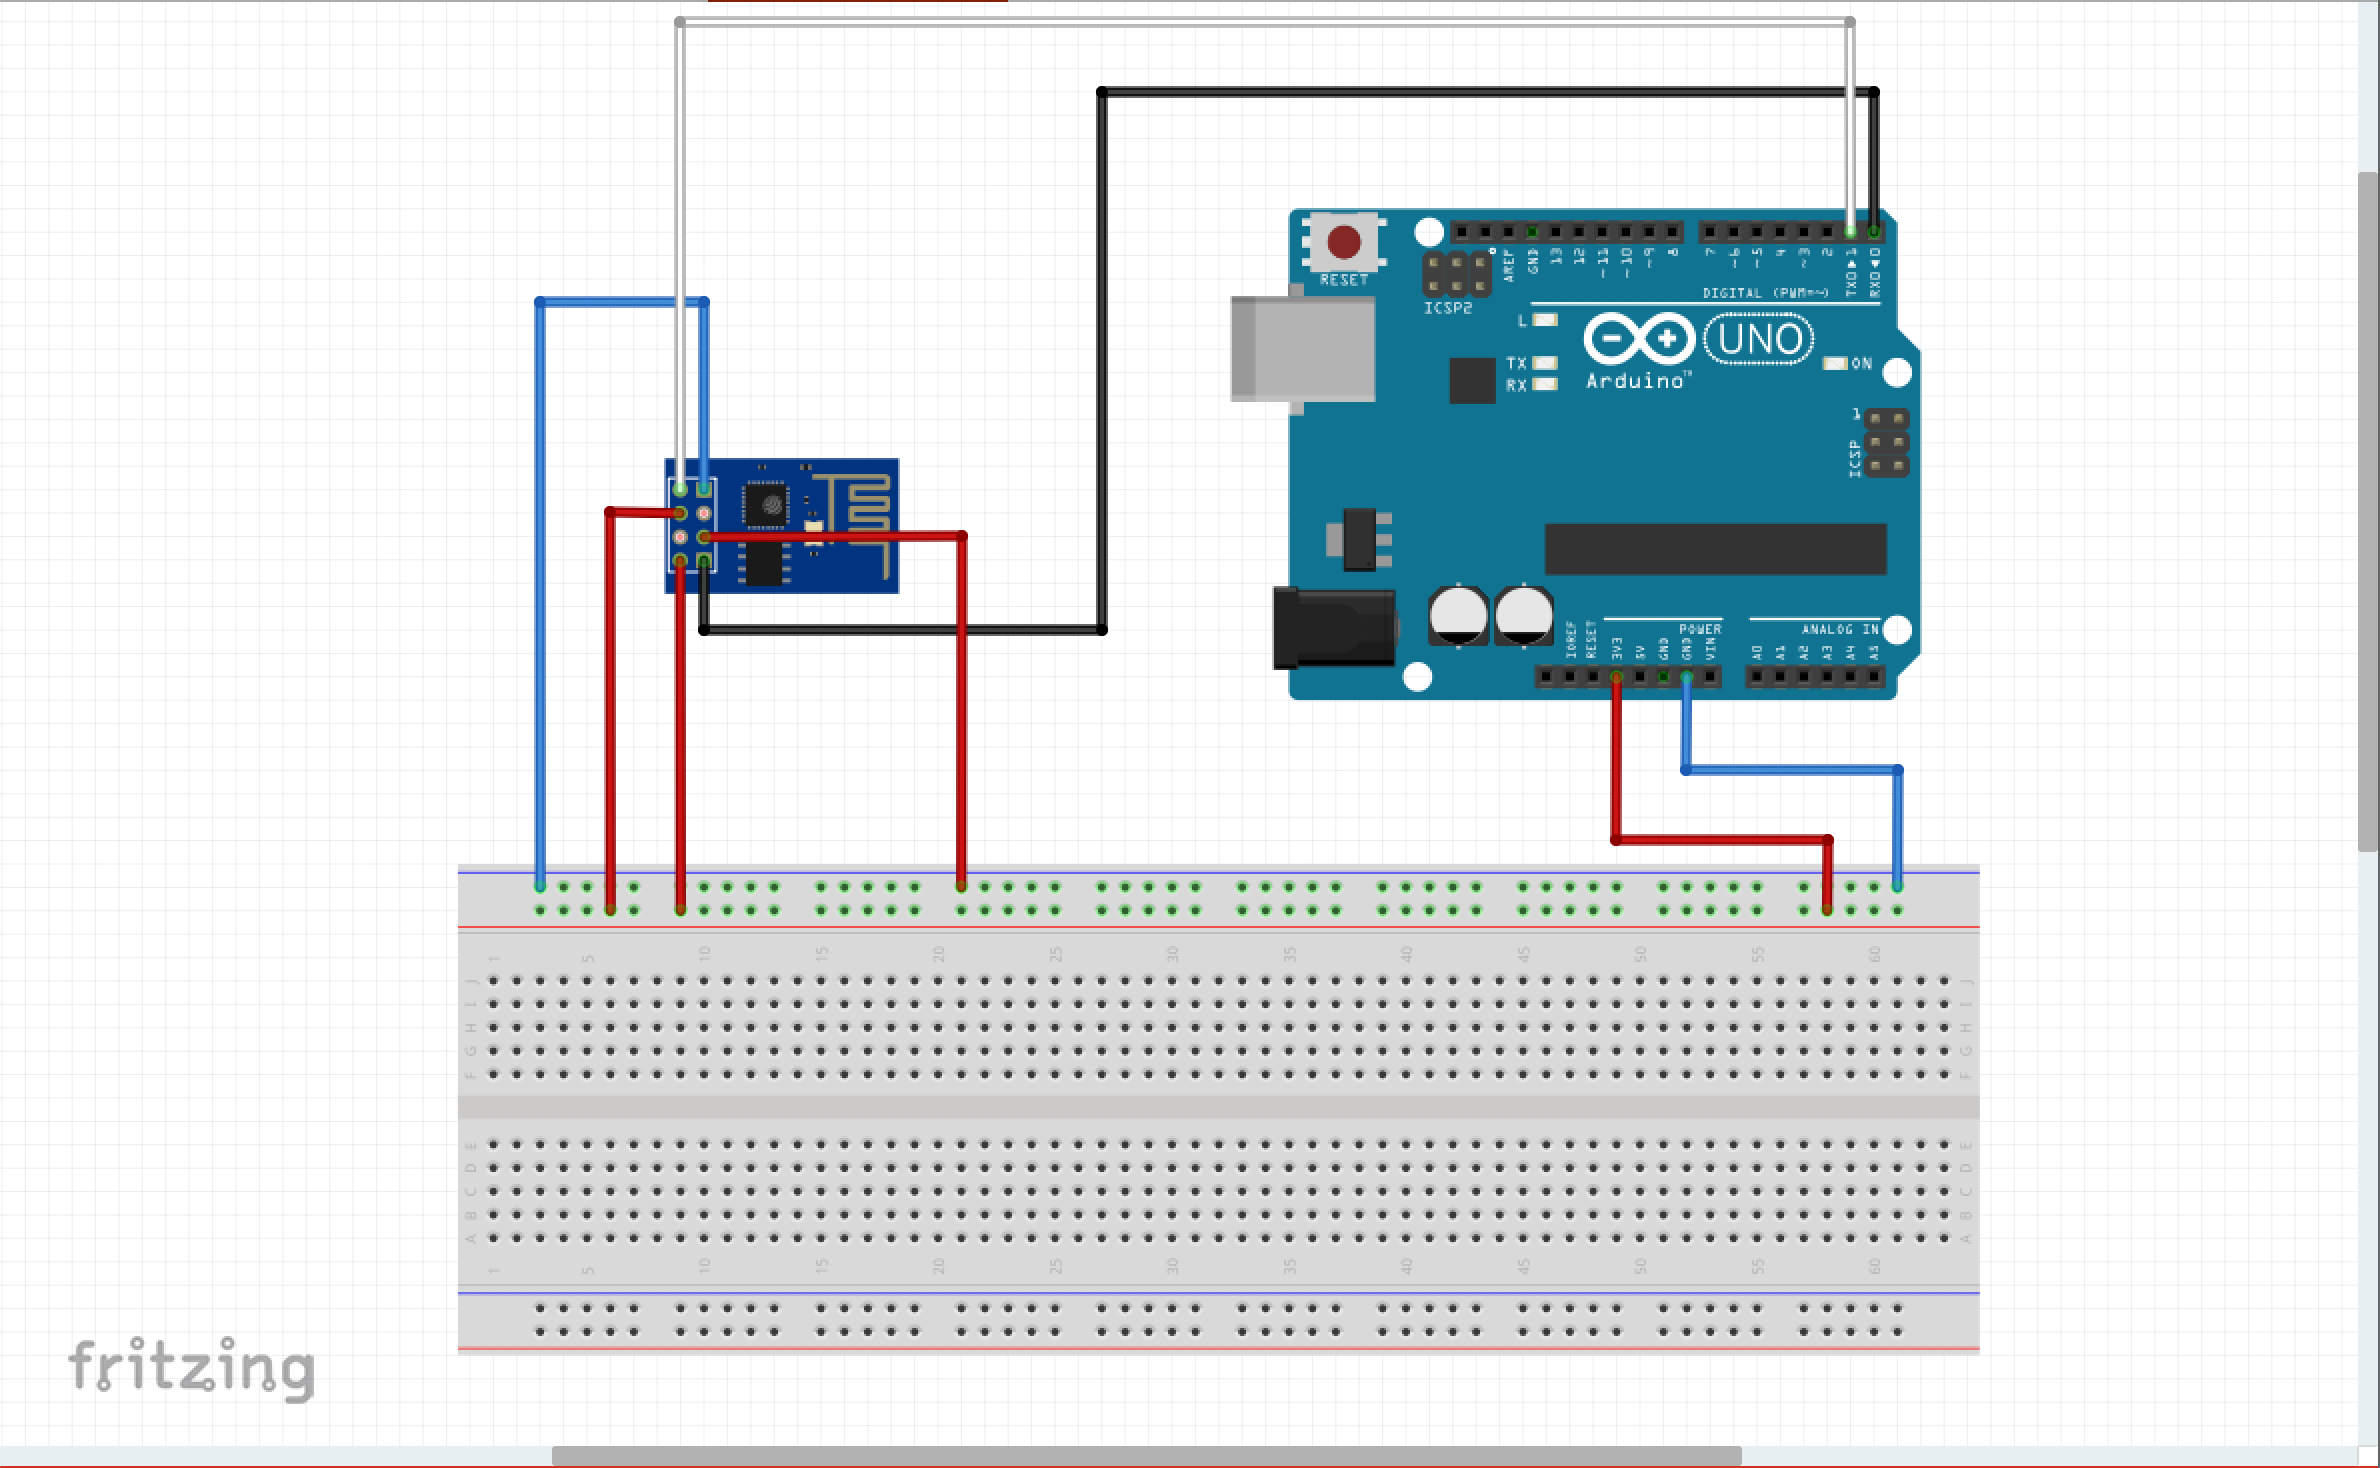 RESET
ICSP2
AREF
GND
13
12
~11
~10
~9
8
7
~6
~5
4
~3
2
TX0▶1
RX0◀0
DIGITAL (PWM=~)
L
TX
RX
UNO
Arduino™
ON
1
ICSP
IOREF
RESET
3V3
5V
GND
GND
VIN
POWER
ANALOG IN
A0
A1
A2
A3
A4
A5
1 5 10 15 20 25 30 35 40 45 50 55 60
J J
I I
H H
G G
F F
E E
D D
C C
B B
A A
1 5 10 15 20 25 30 35 40 45 50 55 60
fritzing